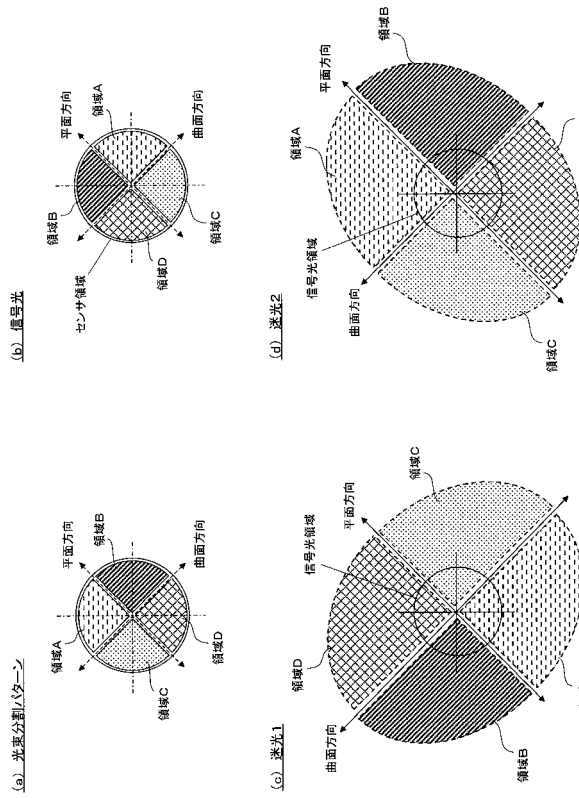 (a) 光束分割パターン
平面方向
領域A
領域B
曲面方向
領域C
領域D
(b) 信号光
平面方向
領域B
領域A
センサ領域
曲面方向
領域D
領域C
(c) 迷光1
領域D
信号光領域
平面方向
曲面方向
領域C
領域B
(d) 迷光2
領域A
平面方向
信号光領域
曲面方向
領域B
領域C